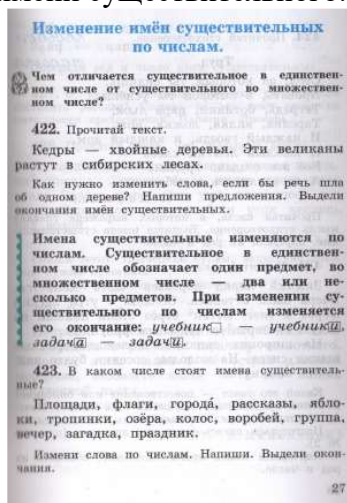 Изменение имён существительных
по числам.
Чем отличается существительное в единствен-
ном числе от существительного во множествен-
ном числе?
422. Прочитай текст.
Кедры — хвойные деревья. Эти великаны
растут в сибирских лесах.
Как нужно изменить слова, если бы речь шла
об одном дереве? Напиши предложения. Выдели
окончания имён существительных.
Имена существительные изменяются по
числам. Существительное в единствен-
ном числе обозначает один предмет, во
множественном числе — два или не-
сколько предметов. При изменении су-
ществительного по числам изменяется
его окончание: учебник — учебники,
задача — задачи.
423. В каком числе стоят имена существитель-
ные?
Площади, флаги, города́, рассказы, ябло-
ки, тропинки, озёра, колос, воробей, группа,
вечер, загадка, праздник.
Измени слова по числам. Напиши. Выдели окон-
чания.
27